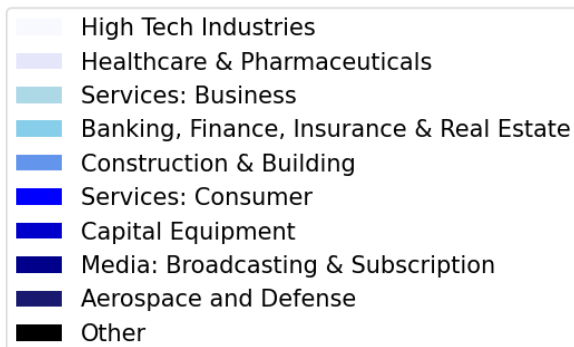 High Tech Industries
Healthcare & Pharmaceuticals
Services: Business
Banking, Finance, Insurance & Real Estate
Construction & Building
Services: Consumer
Capital Equipment
Media: Broadcasting & Subscription
Aerospace and Defense
Other